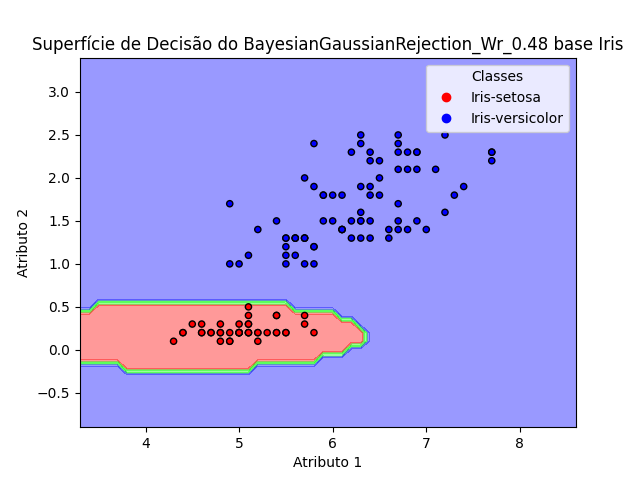 Superfície de Decisão do BayesianGaussianRejection_Wr_0.48 base Iris
Classes
Iris-setosa
Iris-versicolor
Atributo 2
3.0
2.5
2.0
1.5
1.0
0.5
0.0
−0.5
4 5 6 7 8
Atributo 1